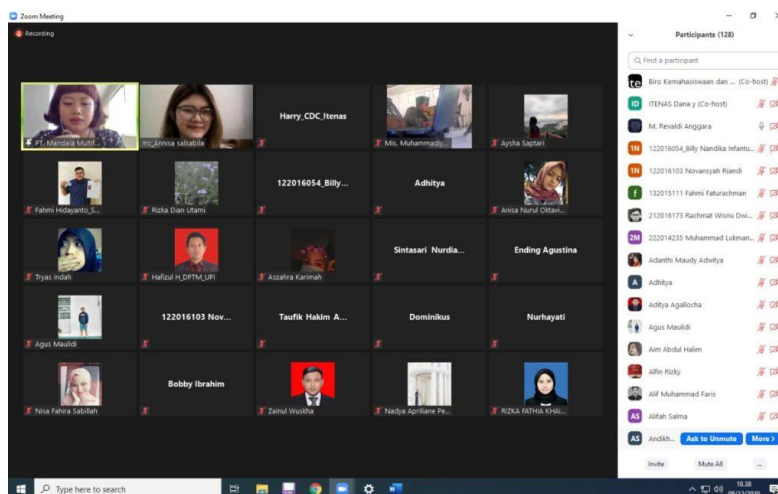 Zoom Meeting
Recording
PT. Mandala Multif...
mc_Annisa salsabila
Harry_CDC_Itenas
Mis. Muhammadiy...
Aysha Saptari
Fahmi Hidayanto_S...
Rizka Dian Utami
122016054_Billy...
Adhitya
Anisa Nurul Oktavi...
Tryas Indah
Hafizul H_DPTM_UPI
Aszahra Karimah
Sintasari Nurdia...
Ending Agustina
Agus Maulidi
122016103 Nov...
Taufik Hakim A...
Dominikus
Nurhayati
Nisa Fahira Sabillah
Bobby Ibrahim
Zainul Wuskha
Nadya Apriliane Pe...
RIZKA FATHIA KHAI...
Participants (128)
Find a participant
Biro Kemahasiswaan dan ... (Co-host)
ID ITENAS Dana y (Co-host)
M. Revaldi Anggara
1N 122016054_Billy Nandika Infantu...
1N 122016103 Novansyah Riandi
f 132015111 Fahmi Faturachman
212016173 Rachmat Wisnu Dwi...
2M 222014235 Muhammad Lukman...
Adanthi Maudy Adwitya
A Adhitya
Aditya Agallocha
Agus Maulidi
Aim Abdul Halim
Alfin Rizky
Alif Muhammad Faris
AS Alifah Salma
AS Andikh... Ask to Unmute More >
Invite Mute All ...
Type here to search
10.38